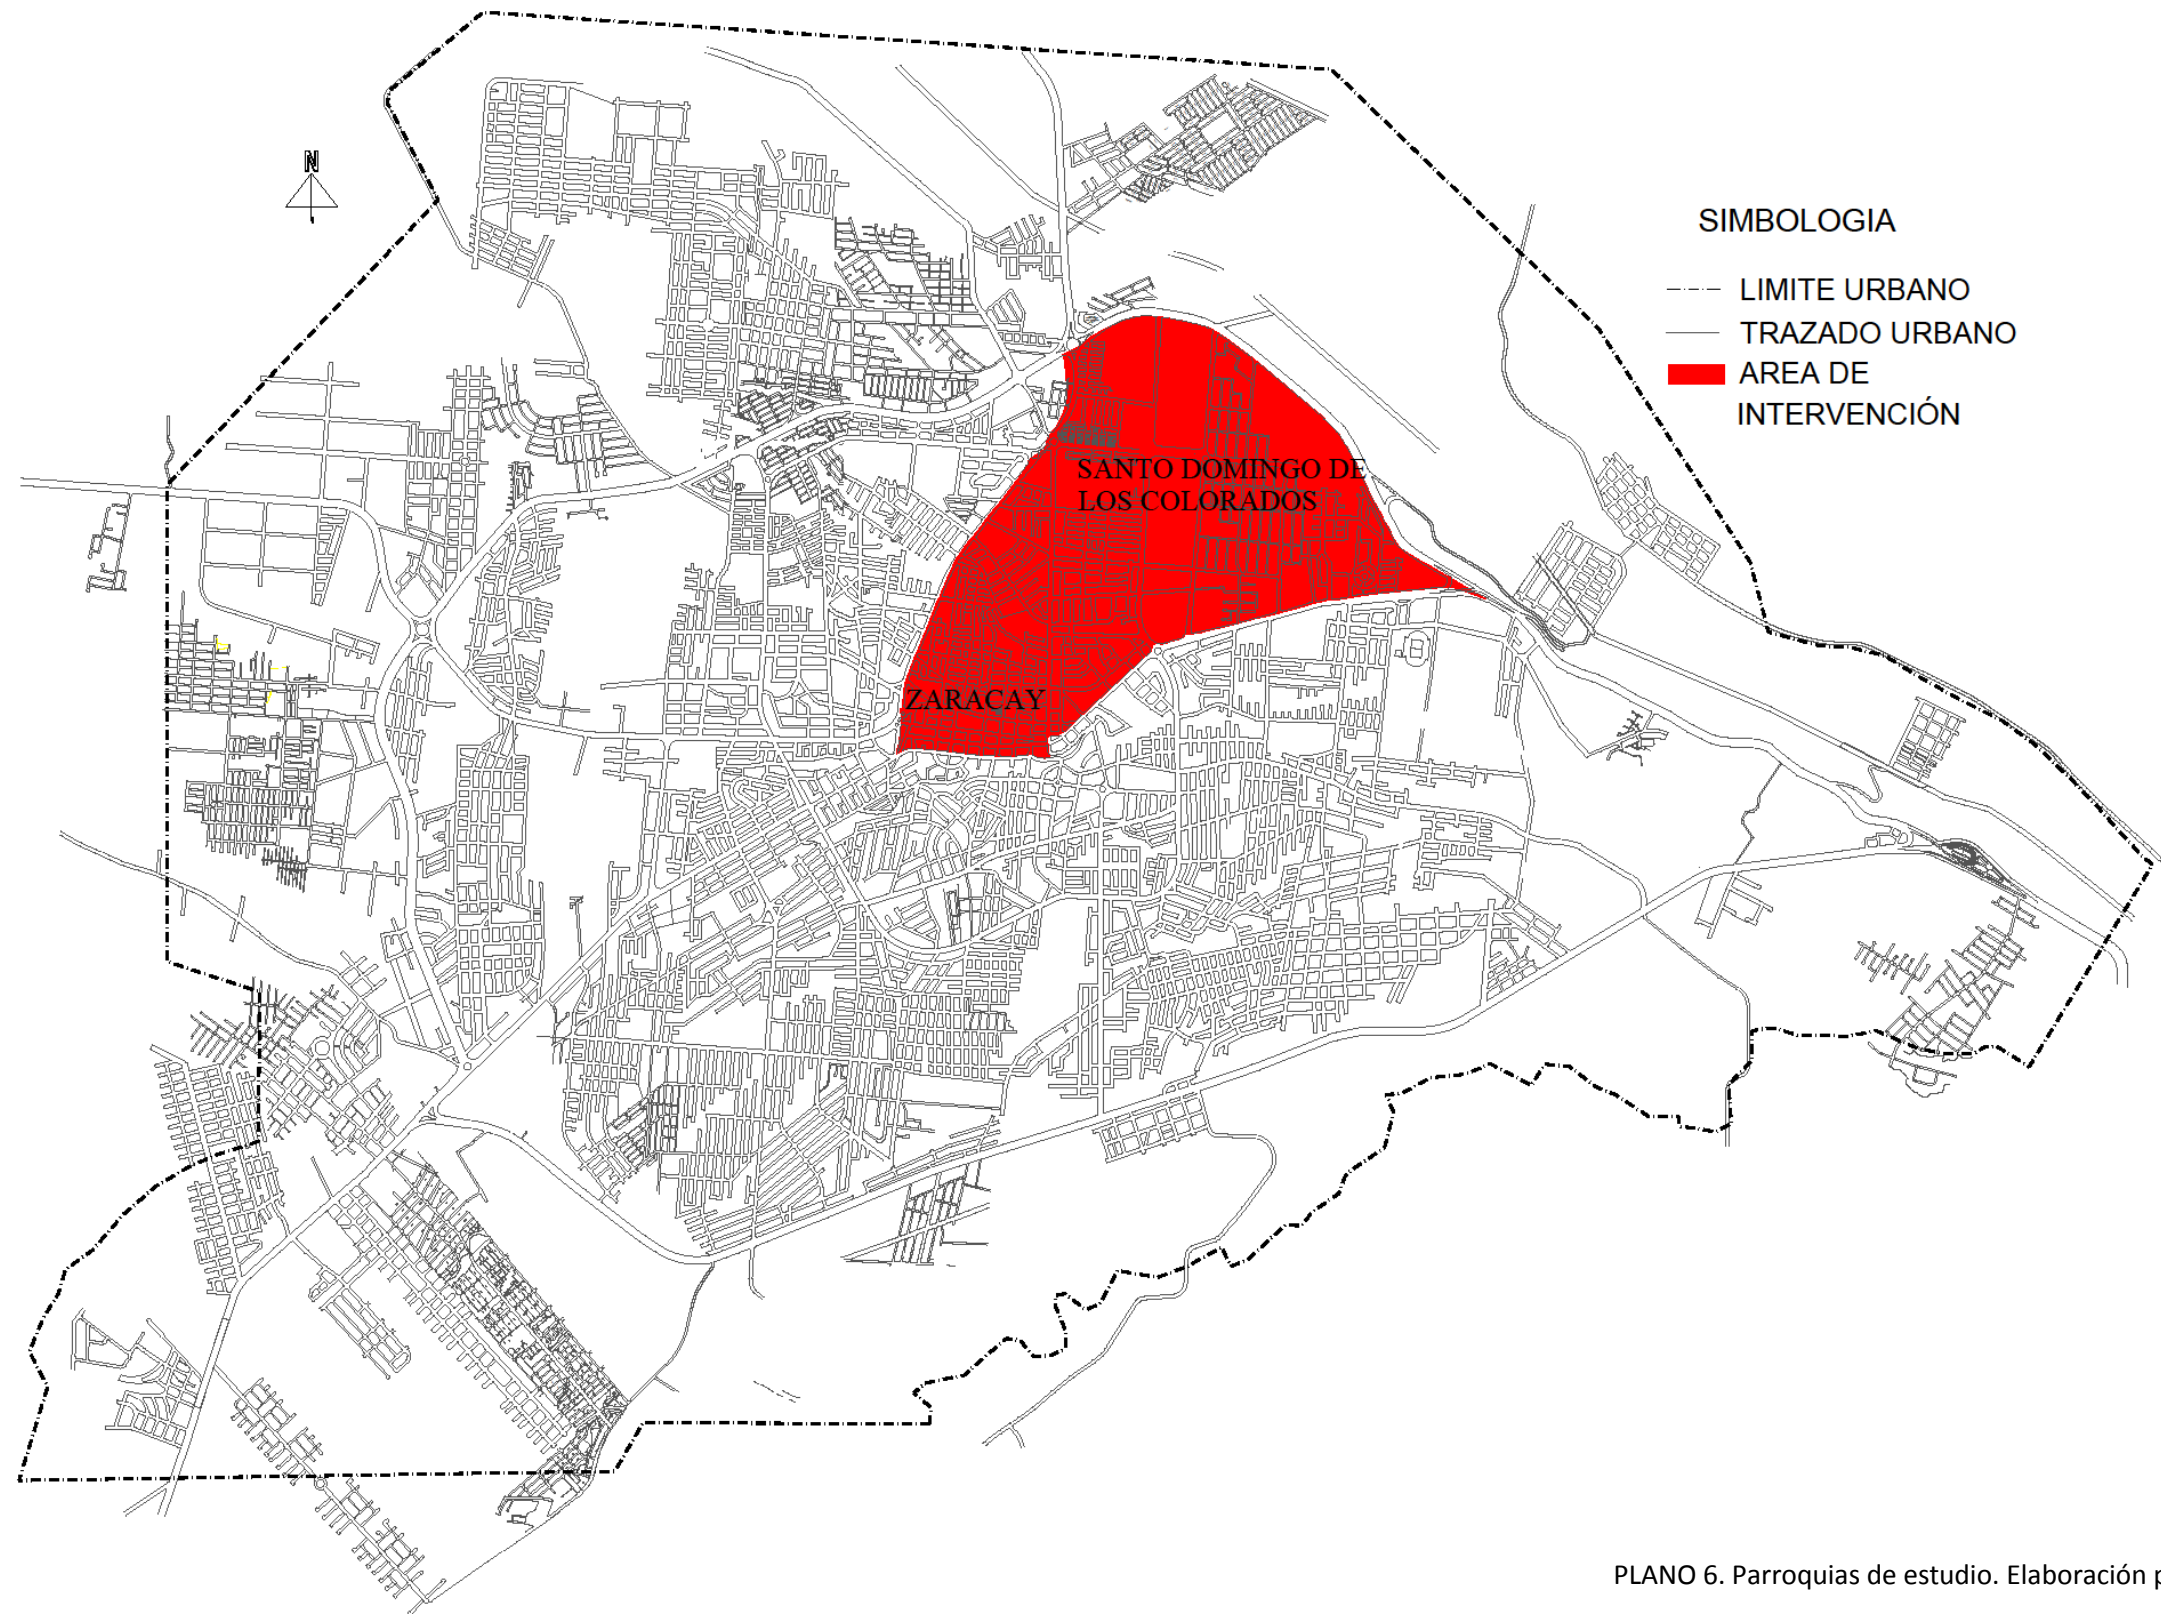 N
SIMBOLOGIA
LIMITE URBANO
TRAZADO URBANO
AREA DE
INTERVENCIÓN
SANTO DOMINGO DE
LOS COLORADOS
ZARACAY
PLANO 6. Parroquias de estudio. Elaboración p